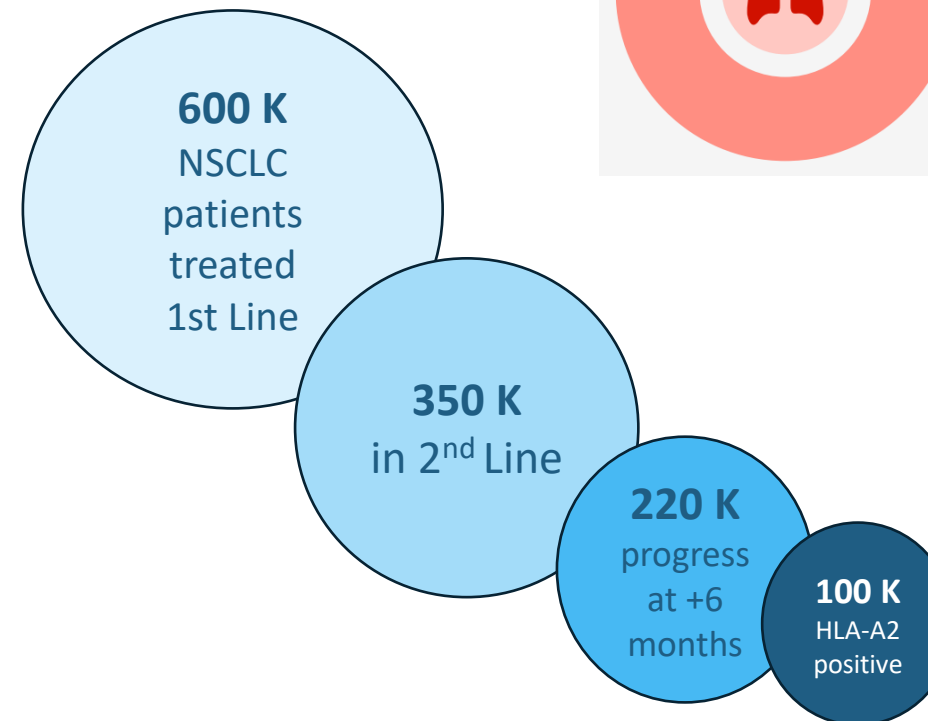 600 K
NSCLC
patients
treated
1st Line
350 K
in 2nd Line
220 K
progress
at +6
months
100 K
HLA-A2
positive